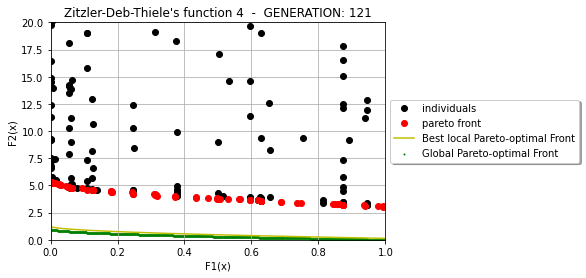 Zitzler-Deb-Thiele's function 4 - GENERATION: 121
20.0
17.5
15.0
12.5
10.0
7.5
5.0
2.5
0.0
F2(x)
0.0 0.2 0.4 0.6 0.8 1.0
F1(x)
individuals
pareto front
Best local Pareto-optimal Front
Global Pareto-optimal Front